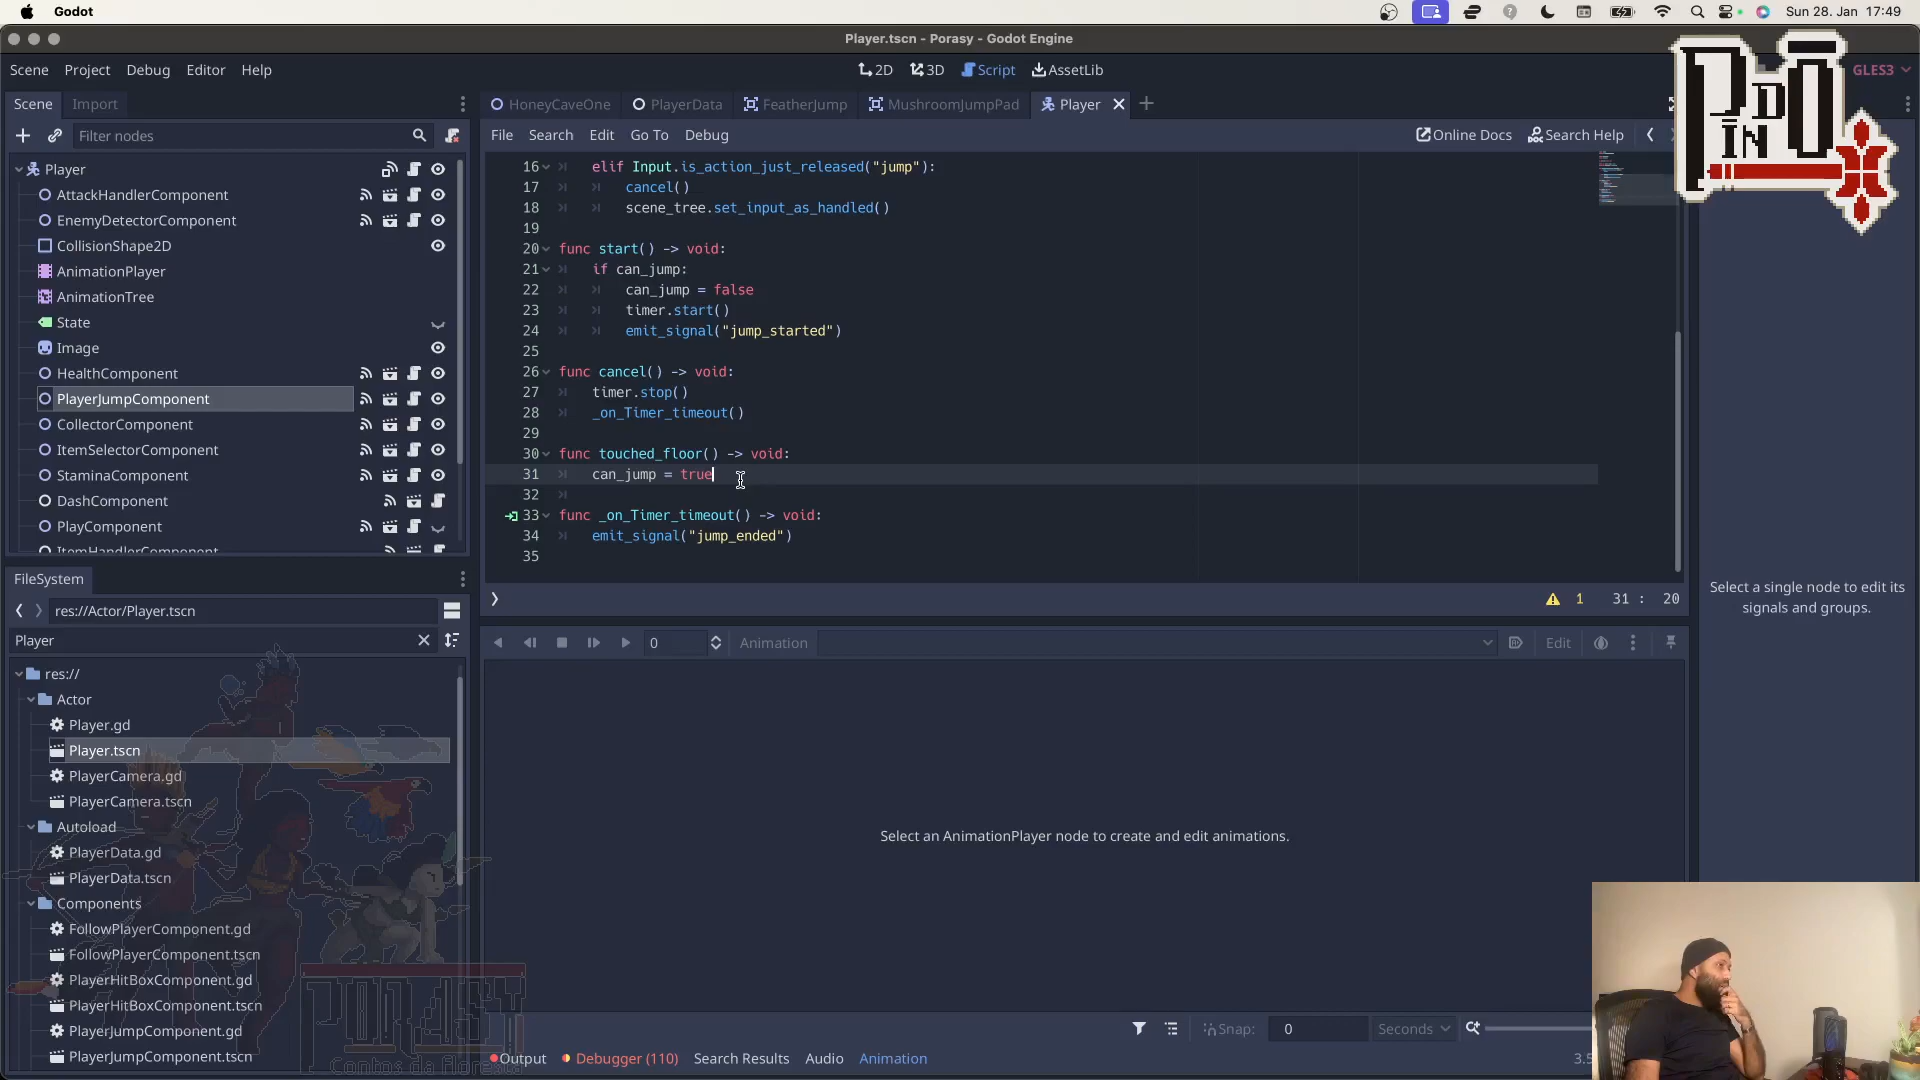 Godot
Sun 28. Jan 17:49
Player.tscn - Porasy - Godot Engine
Scene Project Debug Editor Help
2D 3D Script AssetLib
GLES3
Scene Import
HoneyCaveOne PlayerData FeatherJump MushroomJumpPad Player
Filter nodes
File Search Edit Go To Debug
Online Docs Search Help
PINDO
Player
AttackHandlerComponent
EnemyDetectorComponent
CollisionShape2D
AnimationPlayer
AnimationTree
State
Image
HealthComponent
PlayerJumpComponent
CollectorComponent
ItemSelectorComponent
StaminaComponent
DashComponent
PlayComponent
ItemHandlerComponent
16 elif Input.is_action_just_released("jump"):
17 cancel()
18 scene_tree.set_input_as_handled()
19
20 func start() -> void:
21 if can_jump:
22 can_jump = false
23 timer.start()
24 emit_signal("jump_started")
25
26 func cancel() -> void:
27 timer.stop()
28 _on_Timer_timeout()
29
30 func touched_floor() -> void:
31 can_jump = true
32
33 func _on_Timer_timeout() -> void:
34 emit_signal("jump_ended")
35
1 31 : 20
Select a single node to edit its
signals and groups.
FileSystem
res://Actor/Player.tscn
Player
res://
Actor
Player.gd
Player.tscn
PlayerCamera.gd
PlayerCamera.tscn
Autoload
PlayerData.gd
PlayerData.tscn
Components
FollowPlayerComponent.gd
FollowPlayerComponent.tscn
PlayerHitBoxComponent.gd
PlayerHitBoxComponent.tscn
PlayerJumpComponent.gd
PlayerJumpComponent.tscn
PORASY
Contos da floresta
0 Animation Edit
Select an AnimationPlayer node to create and edit animations.
Snap: 0 Seconds
Output Debugger (110) Search Results Audio Animation
3.5